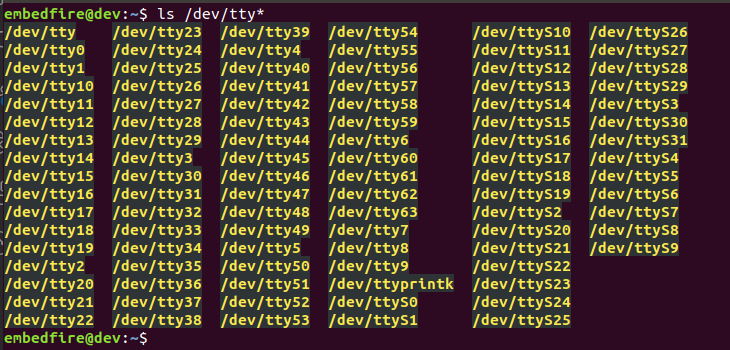 embedfire@dev:~$ ls /dev/tty*
/dev/tty /dev/tty23 /dev/tty39 /dev/tty54 /dev/ttyS10 /dev/ttyS26
/dev/tty0 /dev/tty24 /dev/tty4 /dev/tty55 /dev/ttyS11 /dev/ttyS27
/dev/tty1 /dev/tty25 /dev/tty40 /dev/tty56 /dev/ttyS12 /dev/ttyS28
/dev/tty10 /dev/tty26 /dev/tty41 /dev/tty57 /dev/ttyS13 /dev/ttyS29
/dev/tty11 /dev/tty27 /dev/tty42 /dev/tty58 /dev/ttyS14 /dev/ttyS3
/dev/tty12 /dev/tty28 /dev/tty43 /dev/tty59 /dev/ttyS15 /dev/ttyS30
/dev/tty13 /dev/tty29 /dev/tty44 /dev/tty6 /dev/ttyS16 /dev/ttyS31
/dev/tty14 /dev/tty3 /dev/tty45 /dev/tty60 /dev/ttyS17 /dev/ttyS4
/dev/tty15 /dev/tty30 /dev/tty46 /dev/tty61 /dev/ttyS18 /dev/ttyS5
/dev/tty16 /dev/tty31 /dev/tty47 /dev/tty62 /dev/ttyS19 /dev/ttyS6
/dev/tty17 /dev/tty32 /dev/tty48 /dev/tty63 /dev/ttyS2 /dev/ttyS7
/dev/tty18 /dev/tty33 /dev/tty49 /dev/tty7 /dev/ttyS20 /dev/ttyS8
/dev/tty19 /dev/tty34 /dev/tty5 /dev/tty8 /dev/ttyS21 /dev/ttyS9
/dev/tty2 /dev/tty35 /dev/tty50 /dev/tty9 /dev/ttyS22
/dev/tty20 /dev/tty36 /dev/tty51 /dev/ttyprintk /dev/ttyS23
/dev/tty21 /dev/tty37 /dev/tty52 /dev/ttyS0 /dev/ttyS24
/dev/tty22 /dev/tty38 /dev/tty53 /dev/ttyS1 /dev/ttyS25
embedfire@dev:~$